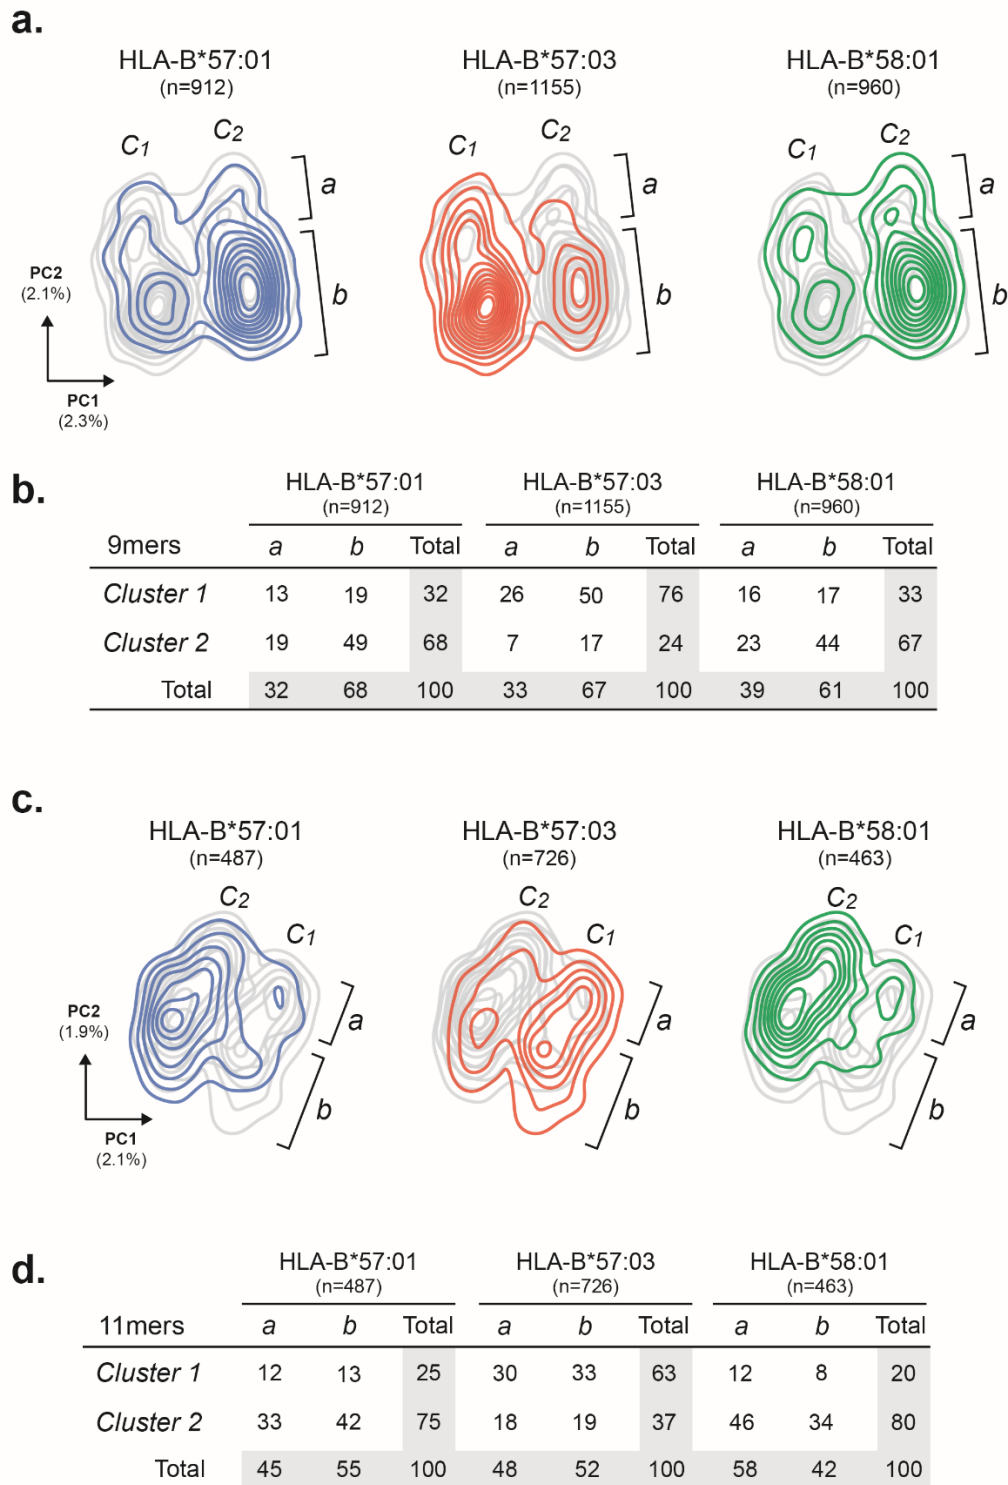 a.
HLA-B*57:01 HLA-B*57:03 HLA-B*58:01
(n=912) (n=1155) (n=960)
C1 C2 C1 C2 C1 C2
a a a
b b b
PC2
(2.1%)
PC1
(2.3%)
b.
HLA-B*57:01 HLA-B*57:03 HLA-B*58:01
(n=912) (n=1155) (n=960)
9mers a b Total a b Total a b Total
Cluster 1 13 19 32 26 50 76 16 17 33
Cluster 2 19 49 68 7 17 24 23 44 67
Total 32 68 100 33 67 100 39 61 100
c.
HLA-B*57:01 HLA-B*57:03 HLA-B*58:01
(n=487) (n=726) (n=463)
C2 C1 C2 C1 C2 C1
a a a
b b b
PC2
(1.9%)
PC1
(2.1%)
d.
HLA-B*57:01 HLA-B*57:03 HLA-B*58:01
(n=487) (n=726) (n=463)
11mers a b Total a b Total a b Total
Cluster 1 12 13 25 30 33 63 12 8 20
Cluster 2 33 42 75 18 19 37 46 34 80
Total 45 55 100 48 52 100 58 42 100